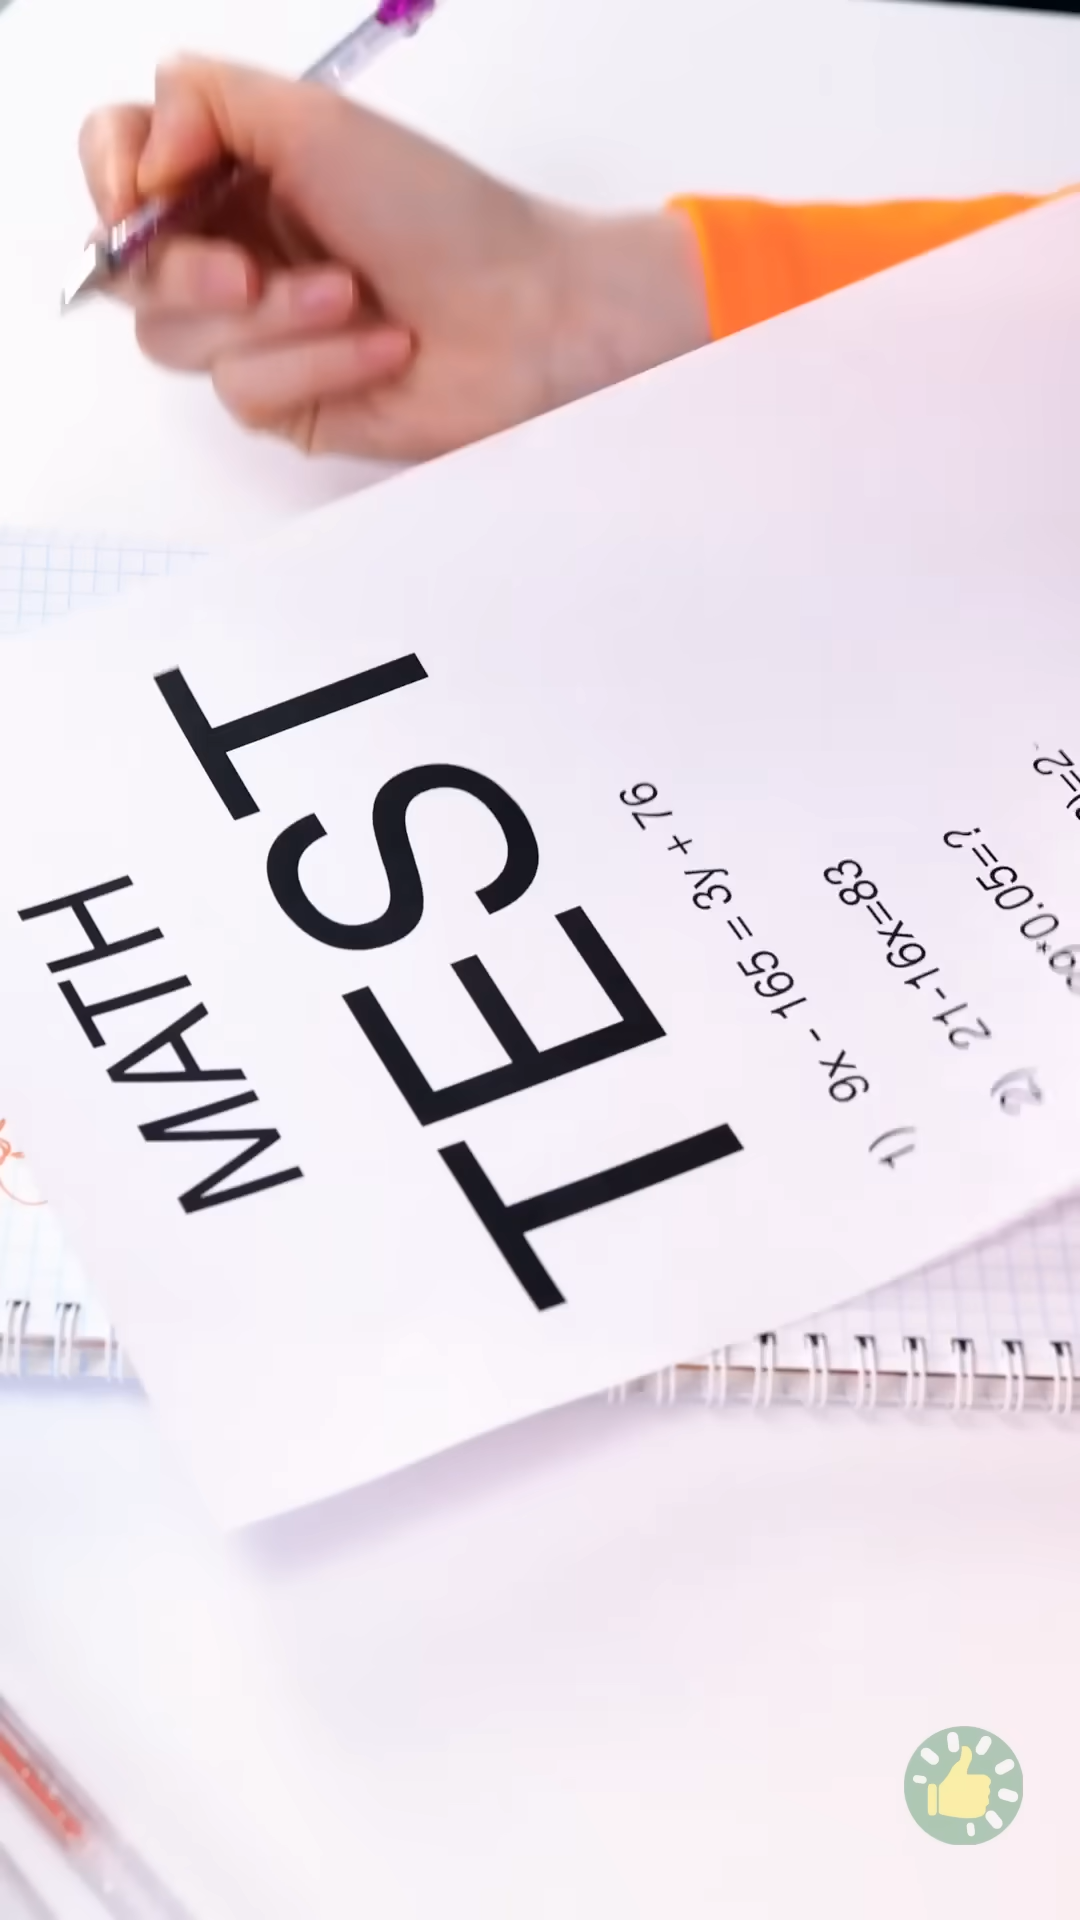 MATH
TEST
1) 9x - 165 = 3y + 76
2) 21-16x=83
*0.05=?